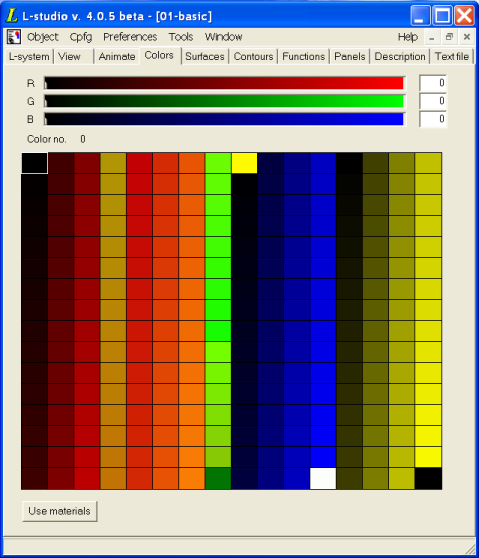 L-studio v. 4.0.5 beta - [01-basic]
Object Cpfg Preferences Tools Window Help
L-system View Animate Colors Surfaces Contours Functions Panels Description Text file
R 0
G 0
B 0
Color no. 0
Use materials